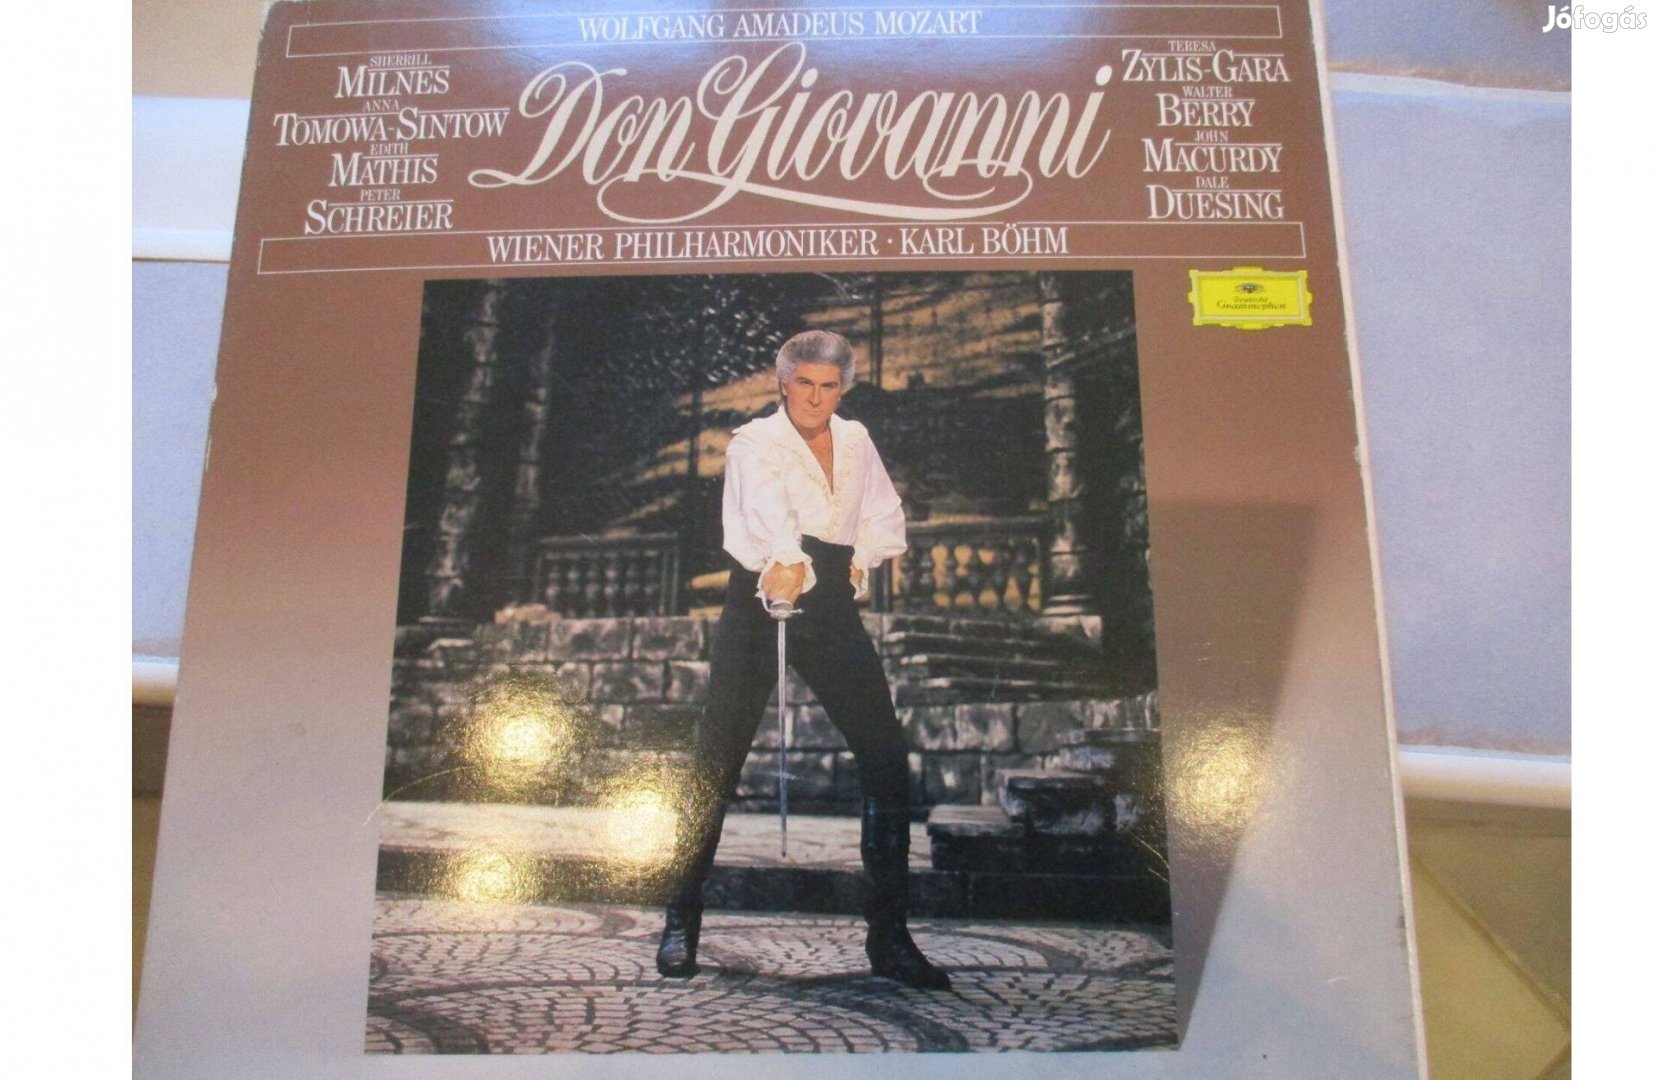 Jófogás
WOLFGANG AMADEUS MOZART
SHERRILL
MILNES
ANNA
TOMOWA-SINTOW
EDITH
MATHIS
PETER
SCHREIER
Don Giovanni
TERESA
ZYLIS-GARA
WALTER
BERRY
JOHN
MACURDY
DALE
DUESING
WIENER PHILHARMONIKER · KARL BÖHM
Deutsche
Grammophon